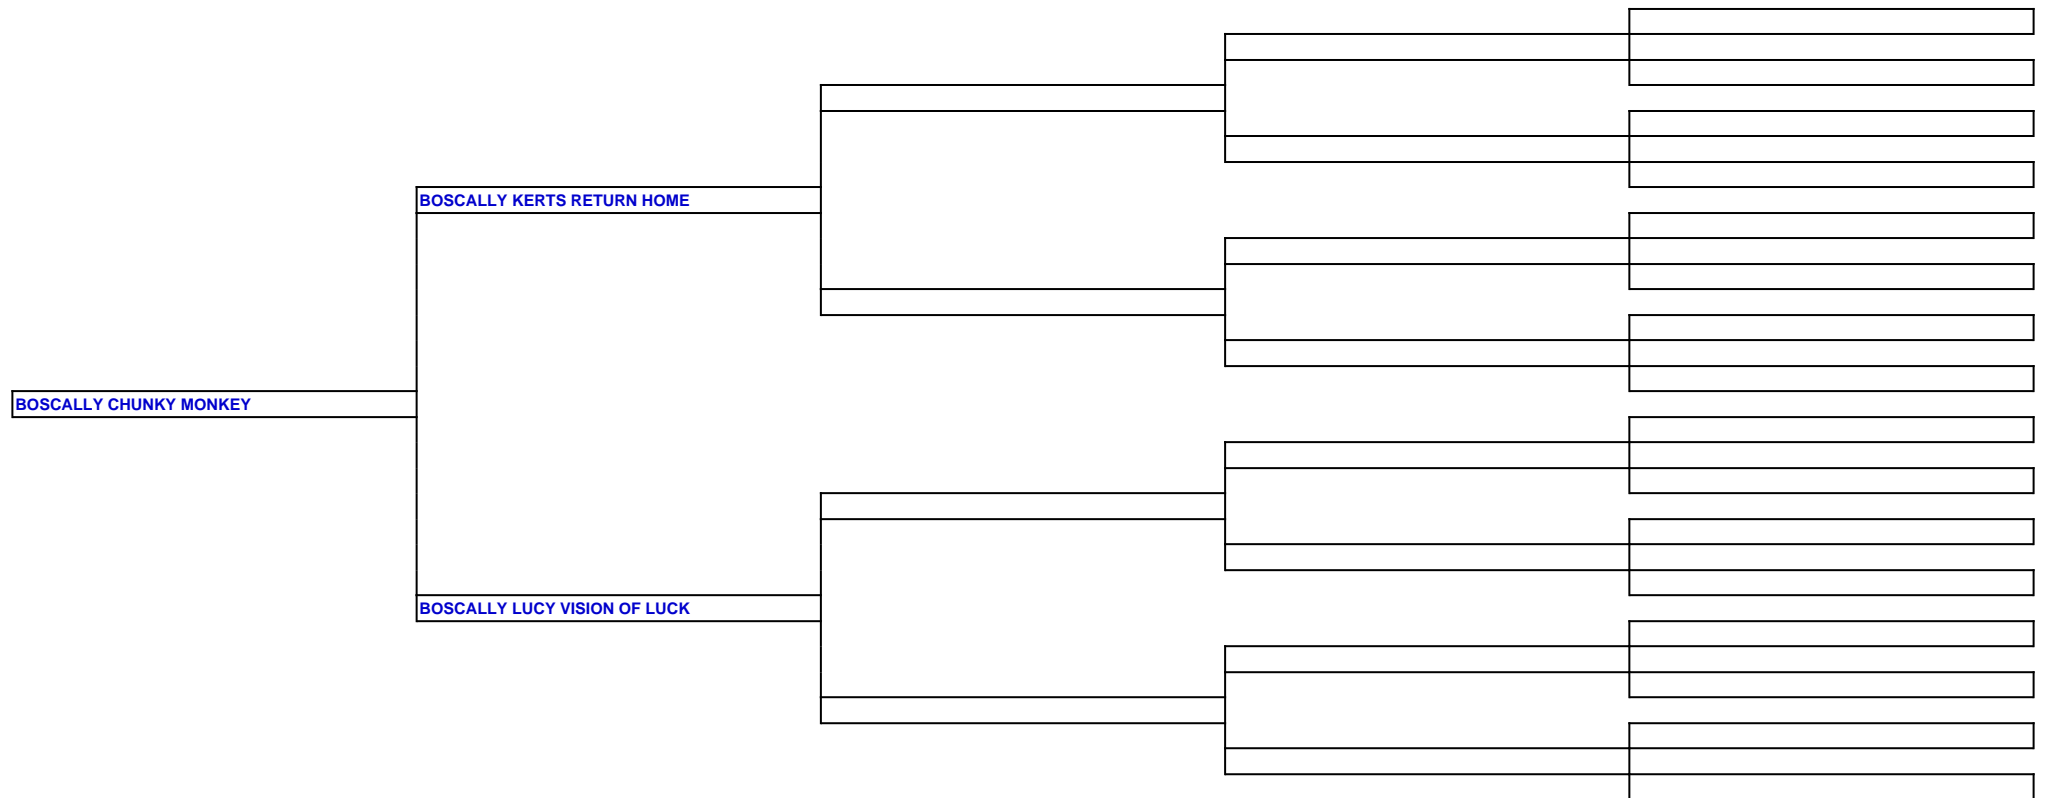 BOSCALLY KERTS RETURN HOME
BOSCALLY CHUNKY MONKEY
BOSCALLY LUCY VISION OF LUCK